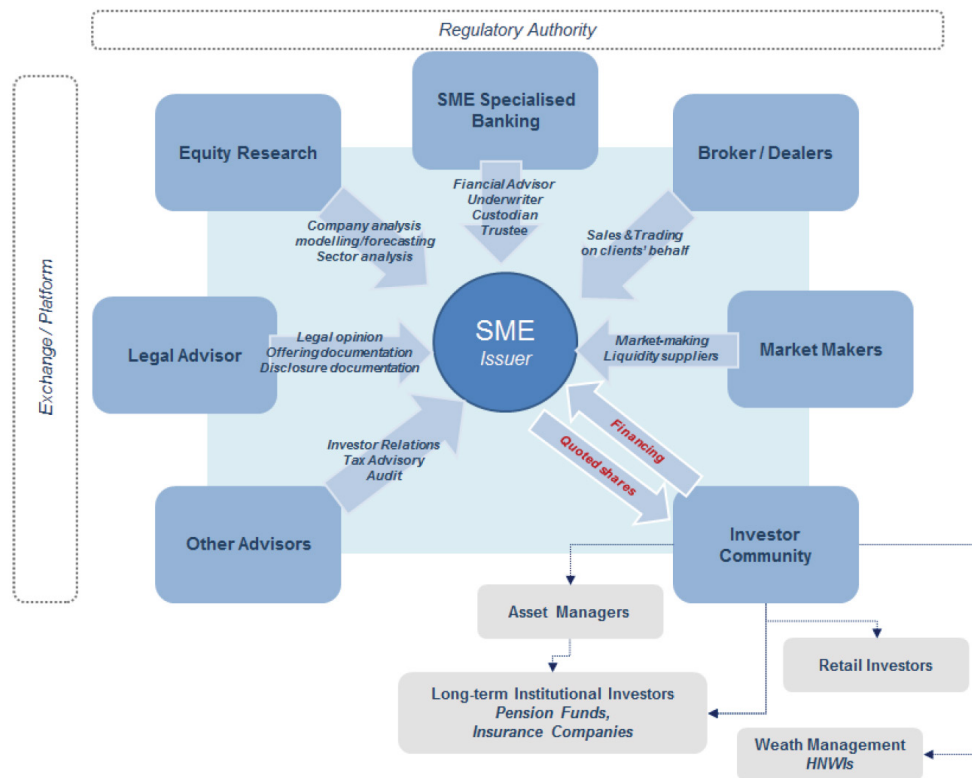 Regulatory Authority
Exchange / Platform
SME Specialised
Banking
Equity Research
Broker / Dealers
Fiancial Advisor
Underwriter
Custodian
Trustee
Company analysis
modelling/forecasting
Sector analysis
Sales & Trading
on clients' behalf
Legal Advisor
Legal opinion
Offering documentation
Disclosure documentation
SME
Issuer
Market-making
Liquidity suppliers
Market Makers
Investor Relations
Tax Advisory
Audit
Financing
Quoted shares
Other Advisors
Investor
Community
Asset Managers
Retail Investors
Long-term Institutional Investors
Pension Funds,
Insurance Companies
Weath Management
HNWIs